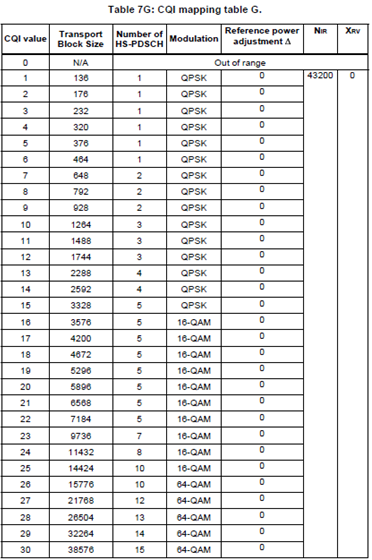 Table 7G: CQI mapping table G.
CQI value Transport Block Size Number of HS-PDSCH Modulation Reference power adjustment Δ NIR XRV
0 N/A Out of range
1 136 1 QPSK 0 43200 0
2 176 1 QPSK 0
3 232 1 QPSK 0
4 320 1 QPSK 0
5 376 1 QPSK 0
6 464 1 QPSK 0
7 648 2 QPSK 0
8 792 2 QPSK 0
9 928 2 QPSK 0
10 1264 3 QPSK 0
11 1488 3 QPSK 0
12 1744 3 QPSK 0
13 2288 4 QPSK 0
14 2592 4 QPSK 0
15 3328 5 QPSK 0
16 3576 5 16-QAM 0
17 4200 5 16-QAM 0
18 4672 5 16-QAM 0
19 5296 5 16-QAM 0
20 5896 5 16-QAM 0
21 6568 5 16-QAM 0
22 7184 5 16-QAM 0
23 9736 7 16-QAM 0
24 11432 8 16-QAM 0
25 14424 10 16-QAM 0
26 15776 10 64-QAM 0
27 21768 12 64-QAM 0
28 26504 13 64-QAM 0
29 32264 14 64-QAM 0
30 38576 15 64-QAM 0